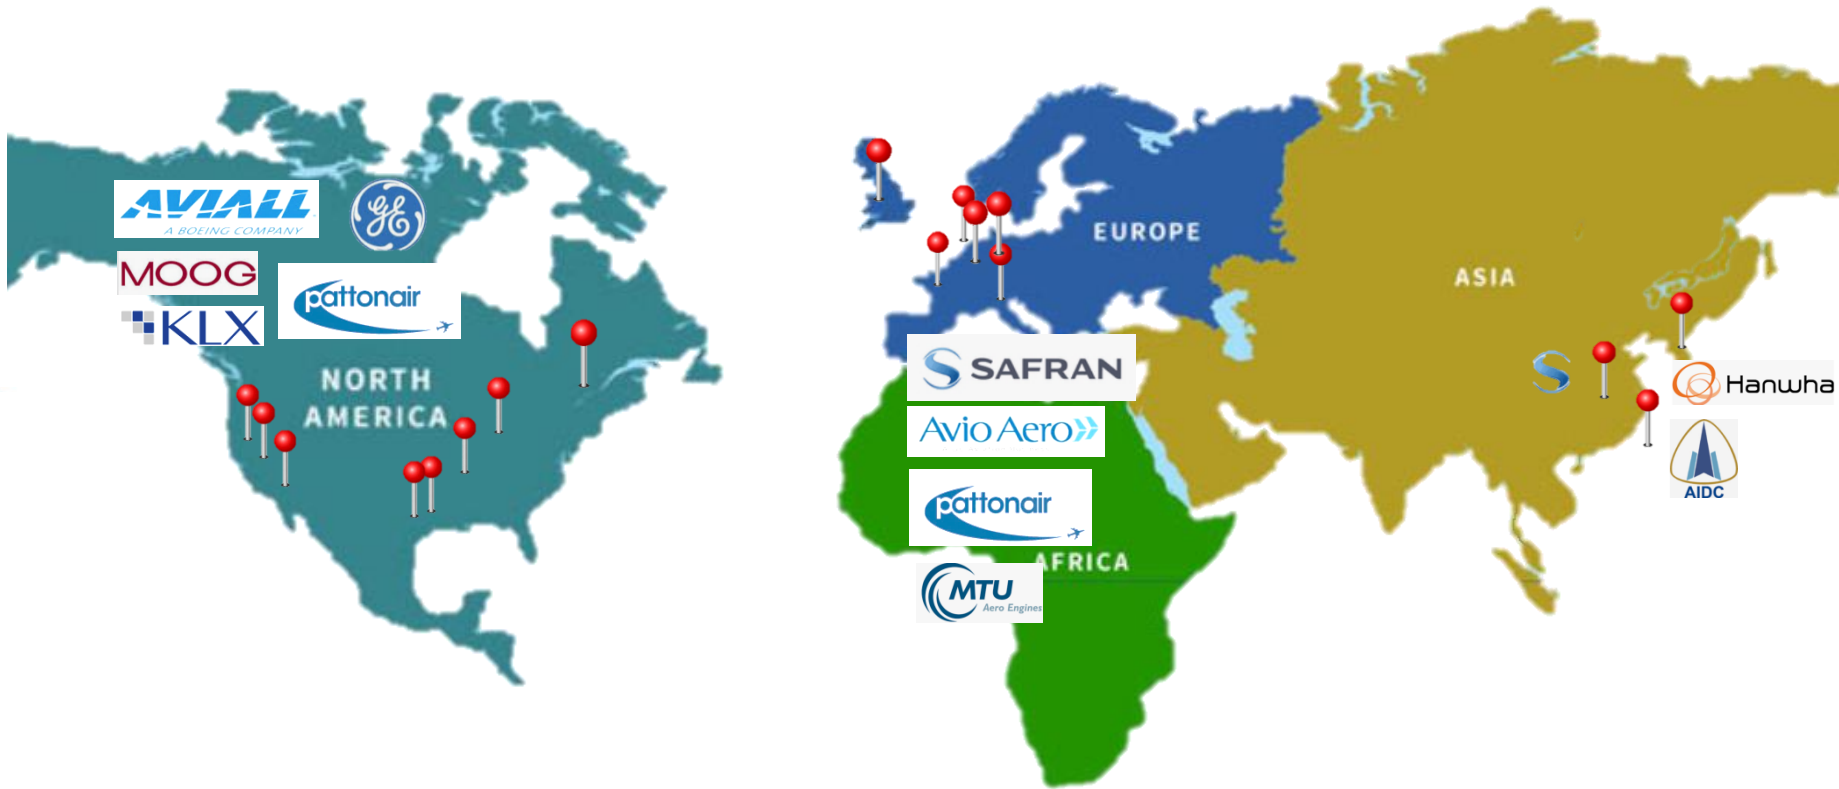 AVIALL
A BOEING COMPANY
GE
MOOG
pattonair
KLX
NORTH
AMERICA
EUROPE
ASIA
SAFRAN
Avio Aero
pattonair
AFRICA
MTU
Aero Engines
S
Hanwha
AIDC